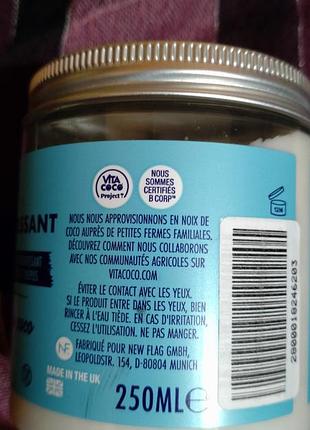 VITA
COCO
Project
NOUS
SOMMES
CERTIFIÉS
B CORP™
12M
SSANT
NOUS NOUS APPROVISIONNONS EN NOIX DE
COCO AUPRÈS DE PETITES FERMES FAMILIALES.
DÉCOUVREZ COMMENT NOUS COLLABORONS
AVEC NOS COMMUNAUTÉS AGRICOLES SUR
VITACOCO.COM
ÉVITER LE CONTACT AVEC LES YEUX.
SI LE PRODUIT ENTRE DANS LES YEUX, BIEN
RINCER À L'EAU TIÈDE. EN CAS D'IRRITATION,
CESSEZ L'UTILISATION. NE PAS MANGER.
NF FABRIQUÉ POUR NEW FLAG GMBH,
LEOPOLDSTR. 154, D-80804 MUNICH
MADE IN THE UK
250ML e
2800018246203